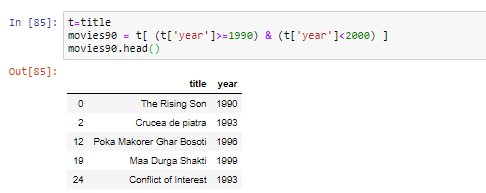 In [85]: t=title
movies90 = t[ (t['year']>=1990) & (t['year']<2000) ]
movies90.head()
Out[85]:
title year
0 The Rising Son 1990
2 Crucea de piatra 1993
12 Poka Makorer Ghar Bosoti 1996
19 Maa Durga Shakti 1999
24 Conflict of Interest 1993